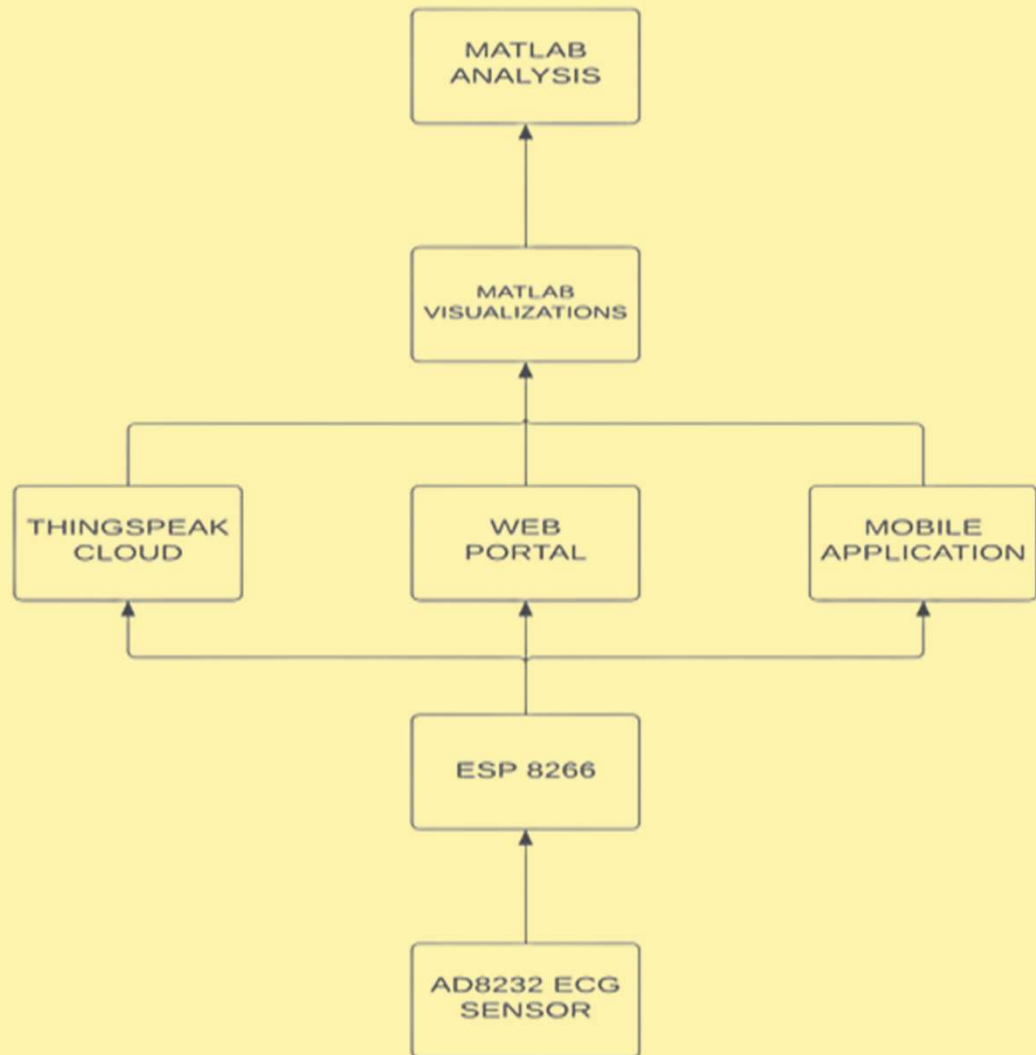 MATLAB
ANALYSIS
MATLAB
VISUALIZATIONS
THINGSPEAK
CLOUD
WEB
PORTAL
MOBILE
APPLICATION
ESP 8266
AD8232 ECG
SENSOR